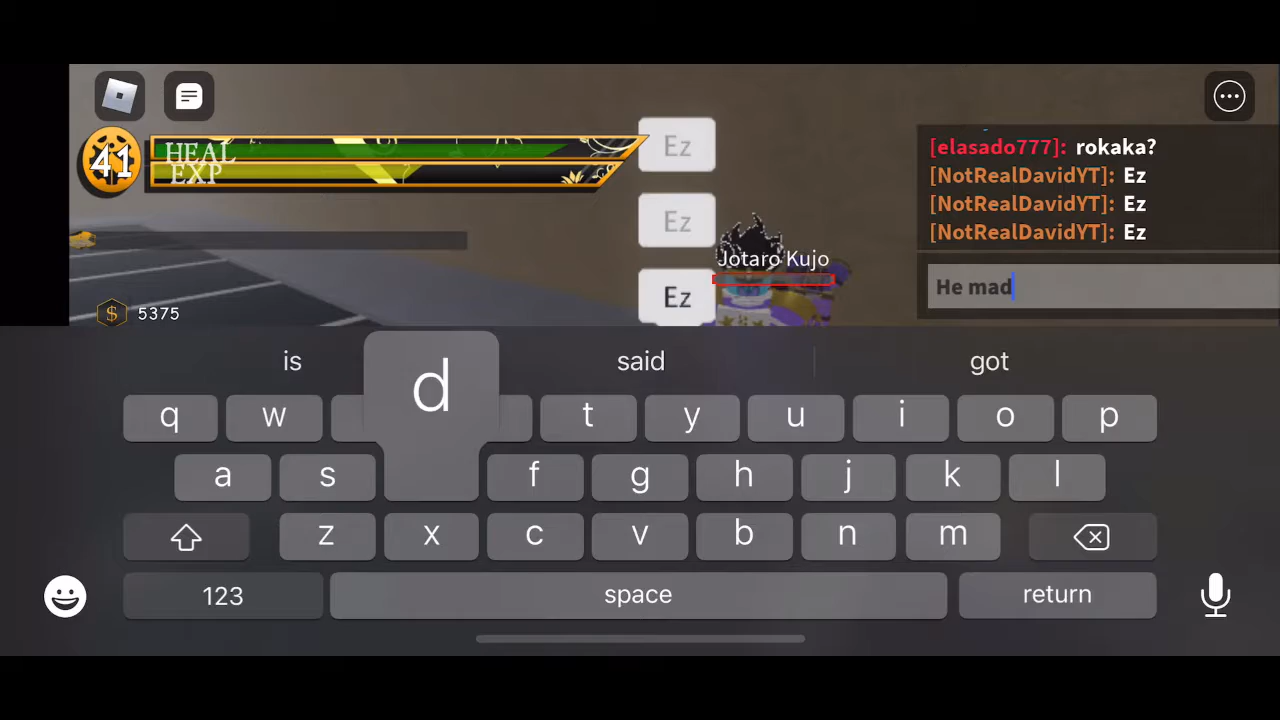 HEAL
41
EXP
Ez
Ez
Ez
Jotaro Kujo
$ 5375
[elasado777]: rokaka?
[NotRealDavidYT]: Ez
[NotRealDavidYT]: Ez
[NotRealDavidYT]: Ez
He mad
is said got
d
q w t y u i o p
a s f g h j k l
z x c v b n m
123 space return